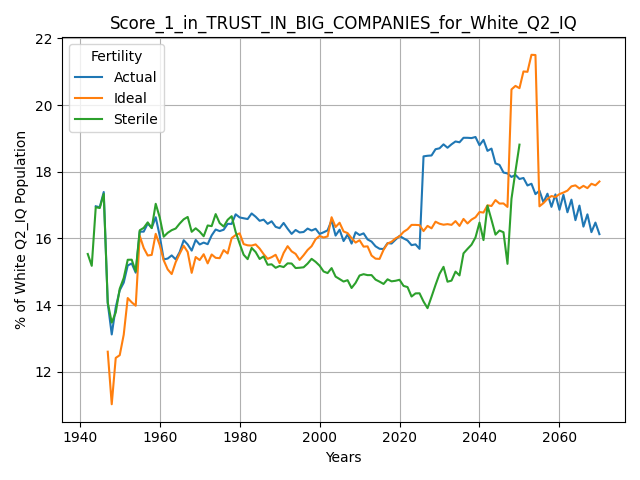 Score_1_in_TRUST_IN_BIG_COMPANIES_for_White_Q2_IQ
22
20
18
16
14
12
% of White Q2_IQ Population
Fertility
Actual
Ideal
Sterile
1940 1960 1980 2000 2020 2040 2060
Years